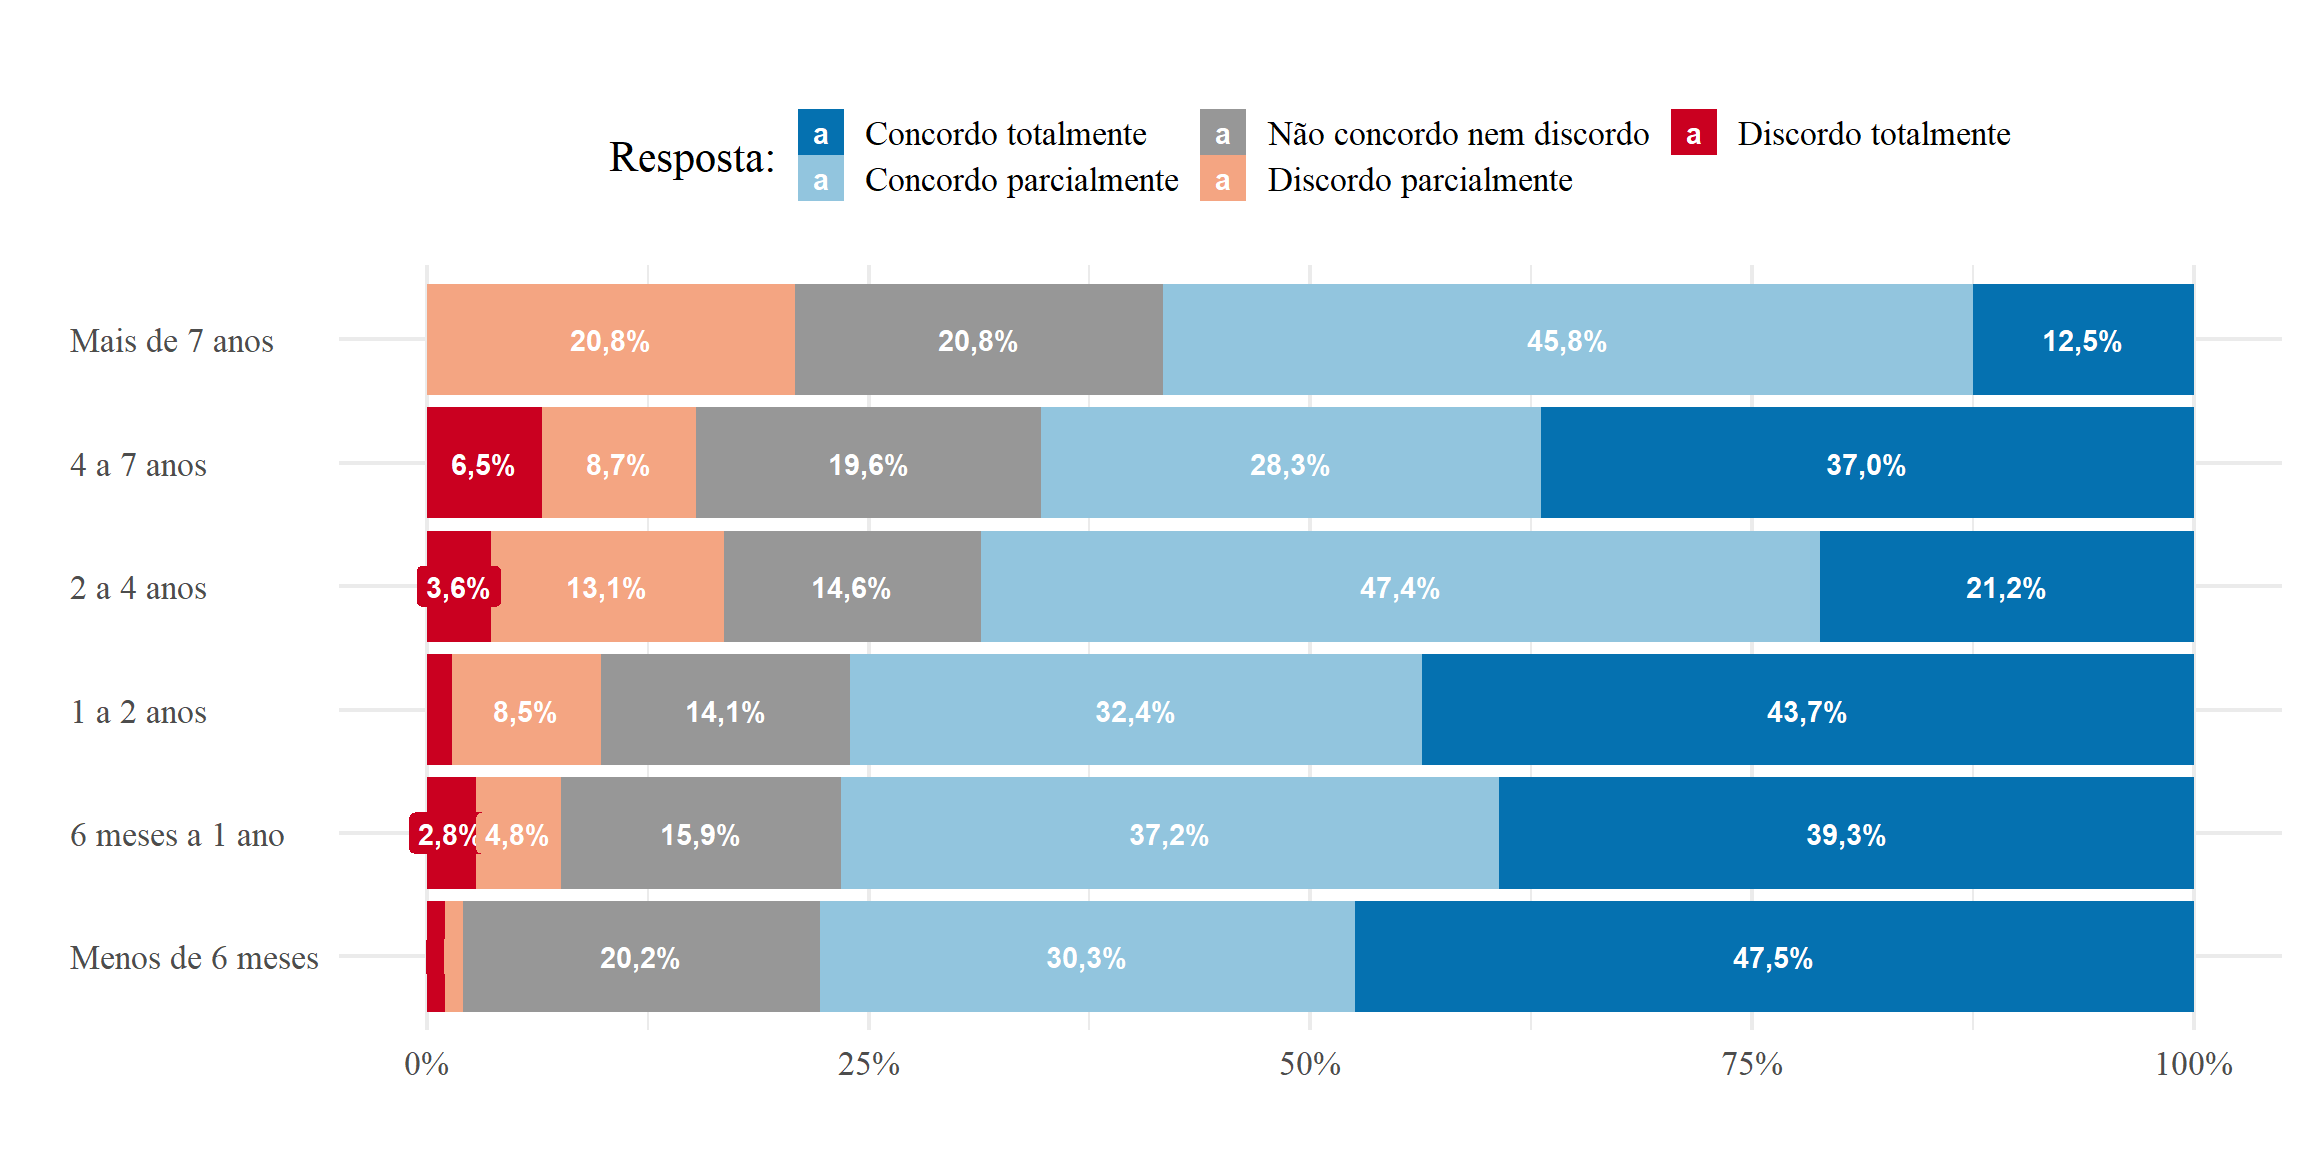 Resposta:
a Concordo totalmente a Não concordo nem discordo a Discordo totalmente
a Concordo parcialmente a Discordo parcialmente
Mais de 7 anos 20,8% 20,8% 45,8% 12,5%
4 a 7 anos 6,5% 8,7% 19,6% 28,3% 37,0%
2 a 4 anos 3,6% 13,1% 14,6% 47,4% 21,2%
1 a 2 anos 8,5% 14,1% 32,4% 43,7%
6 meses a 1 ano 2,8% 4,8% 15,9% 37,2% 39,3%
Menos de 6 meses 20,2% 30,3% 47,5%
0% 25% 50% 75% 100%